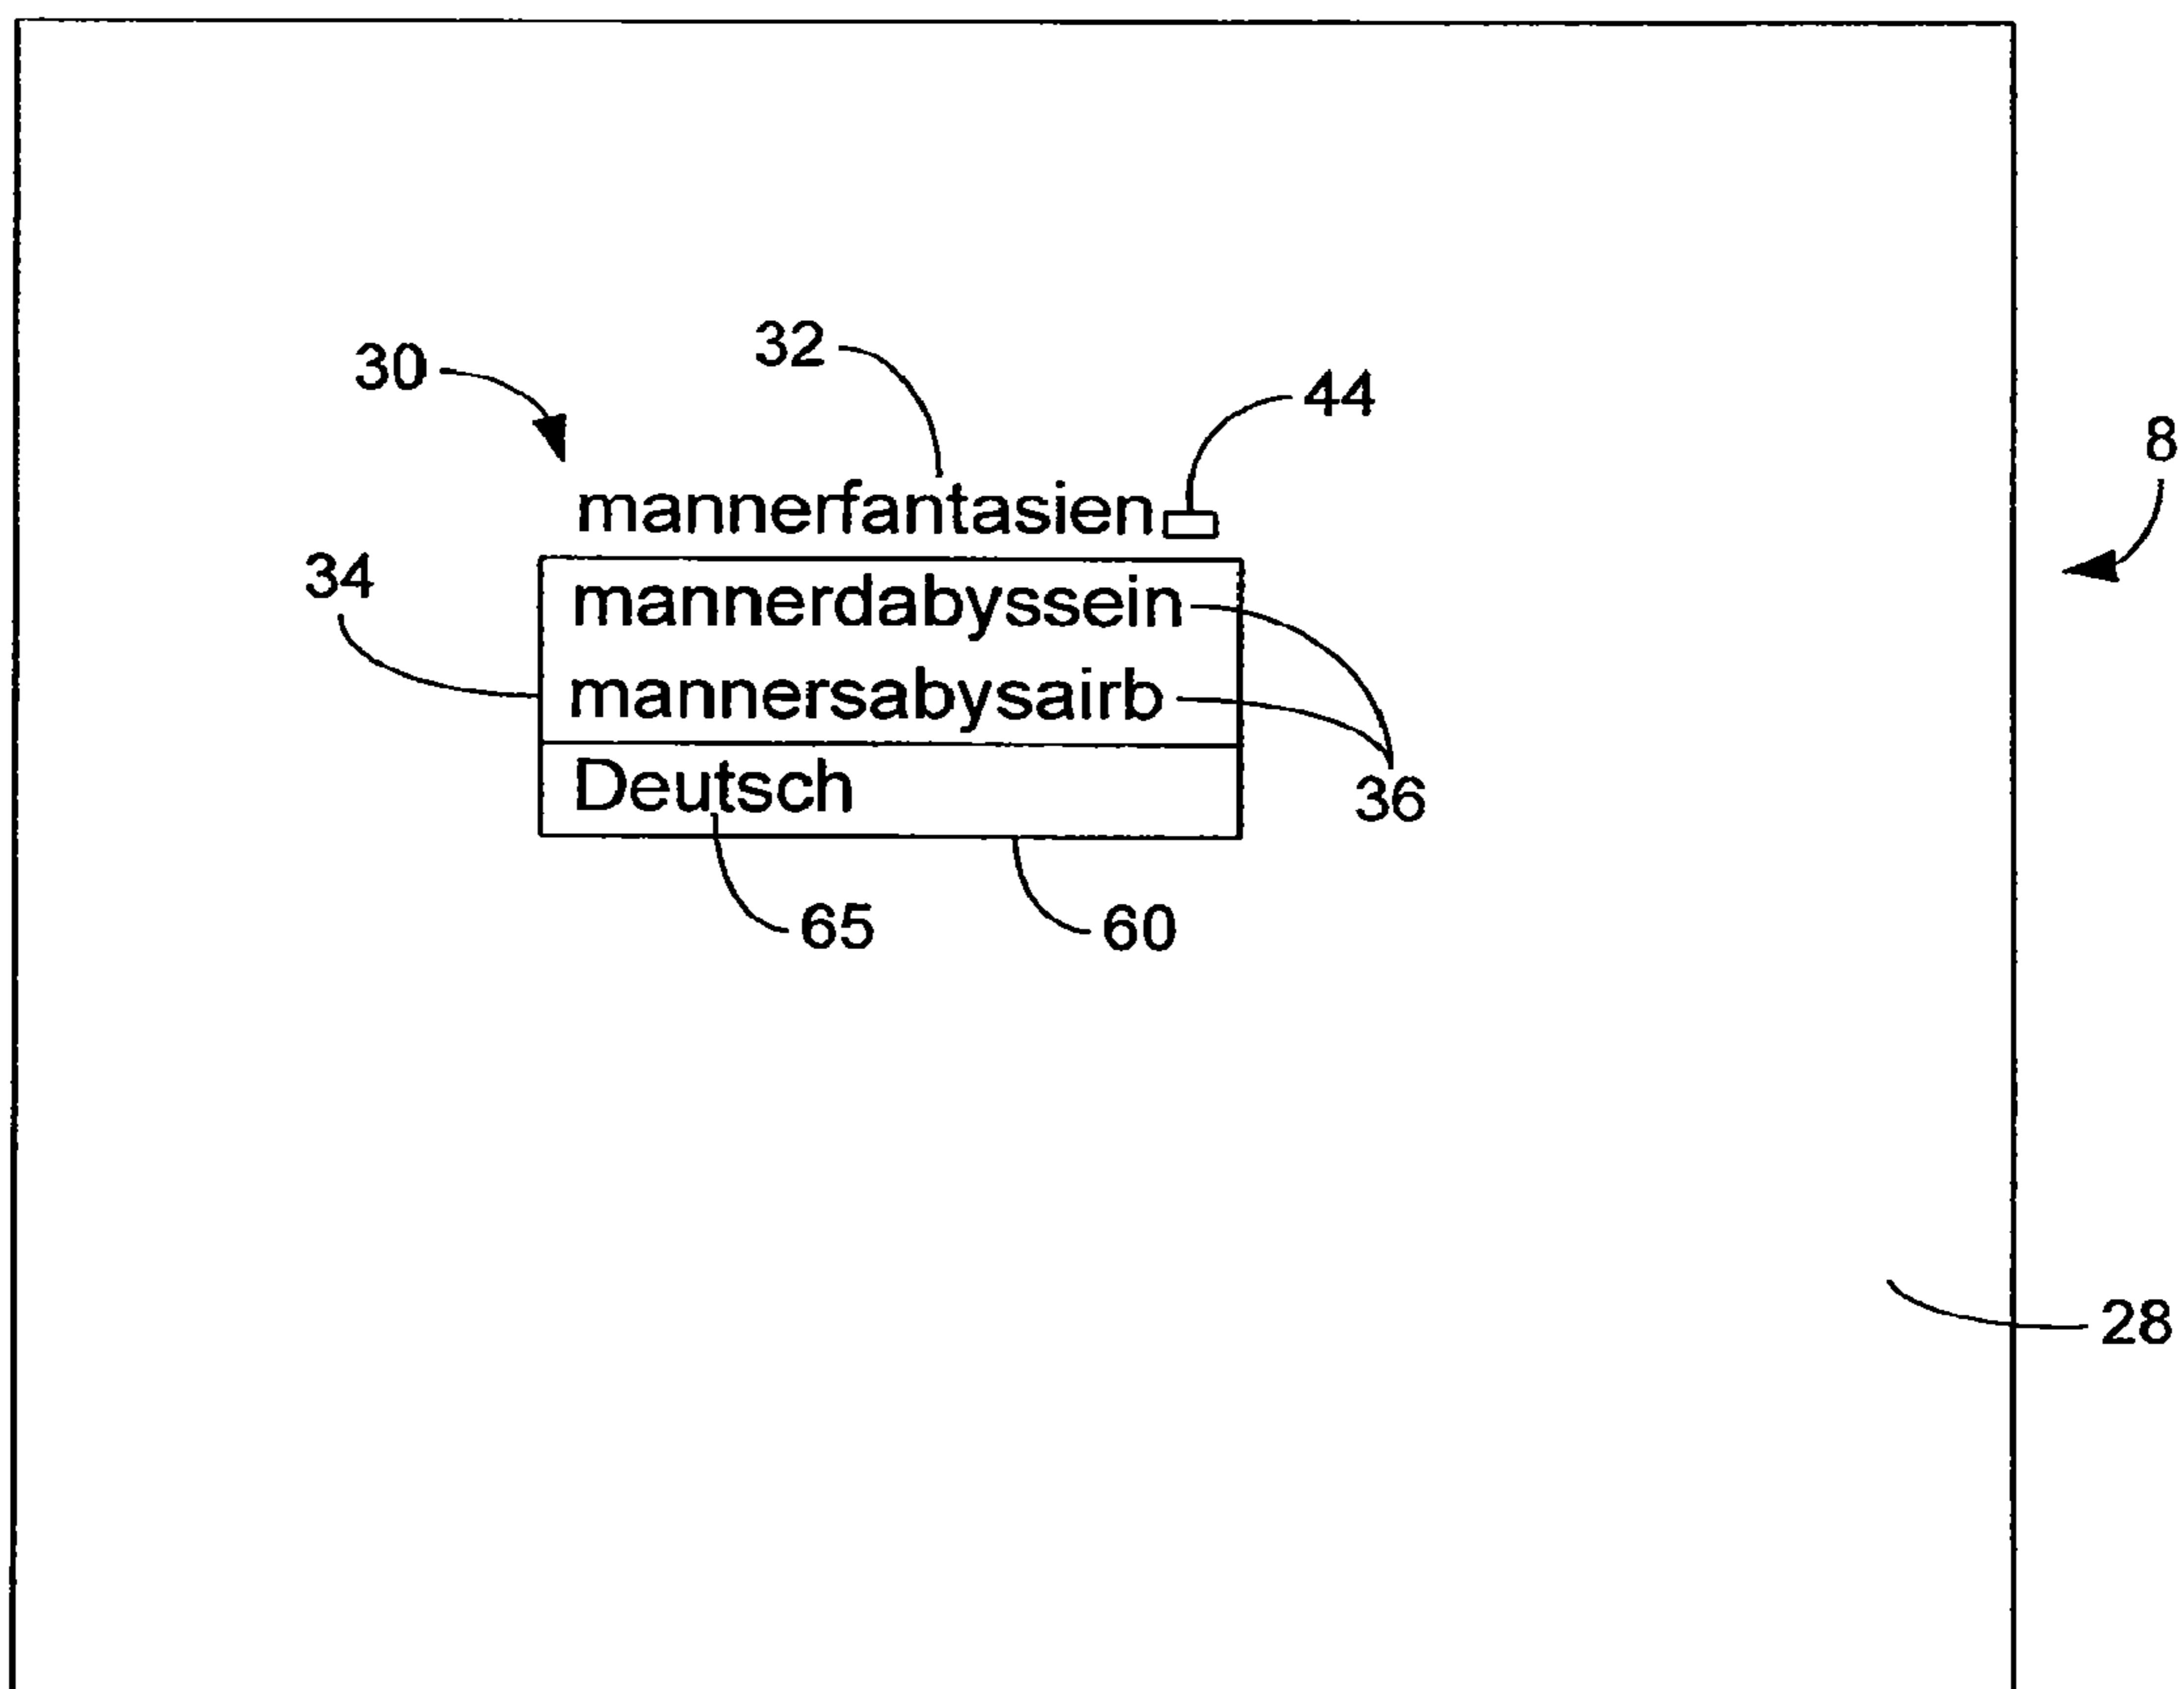 32
30
44
8
mannerfantasien
34
mannerdabyssein
mannersabysairb
Deutsch
36
65
60
28